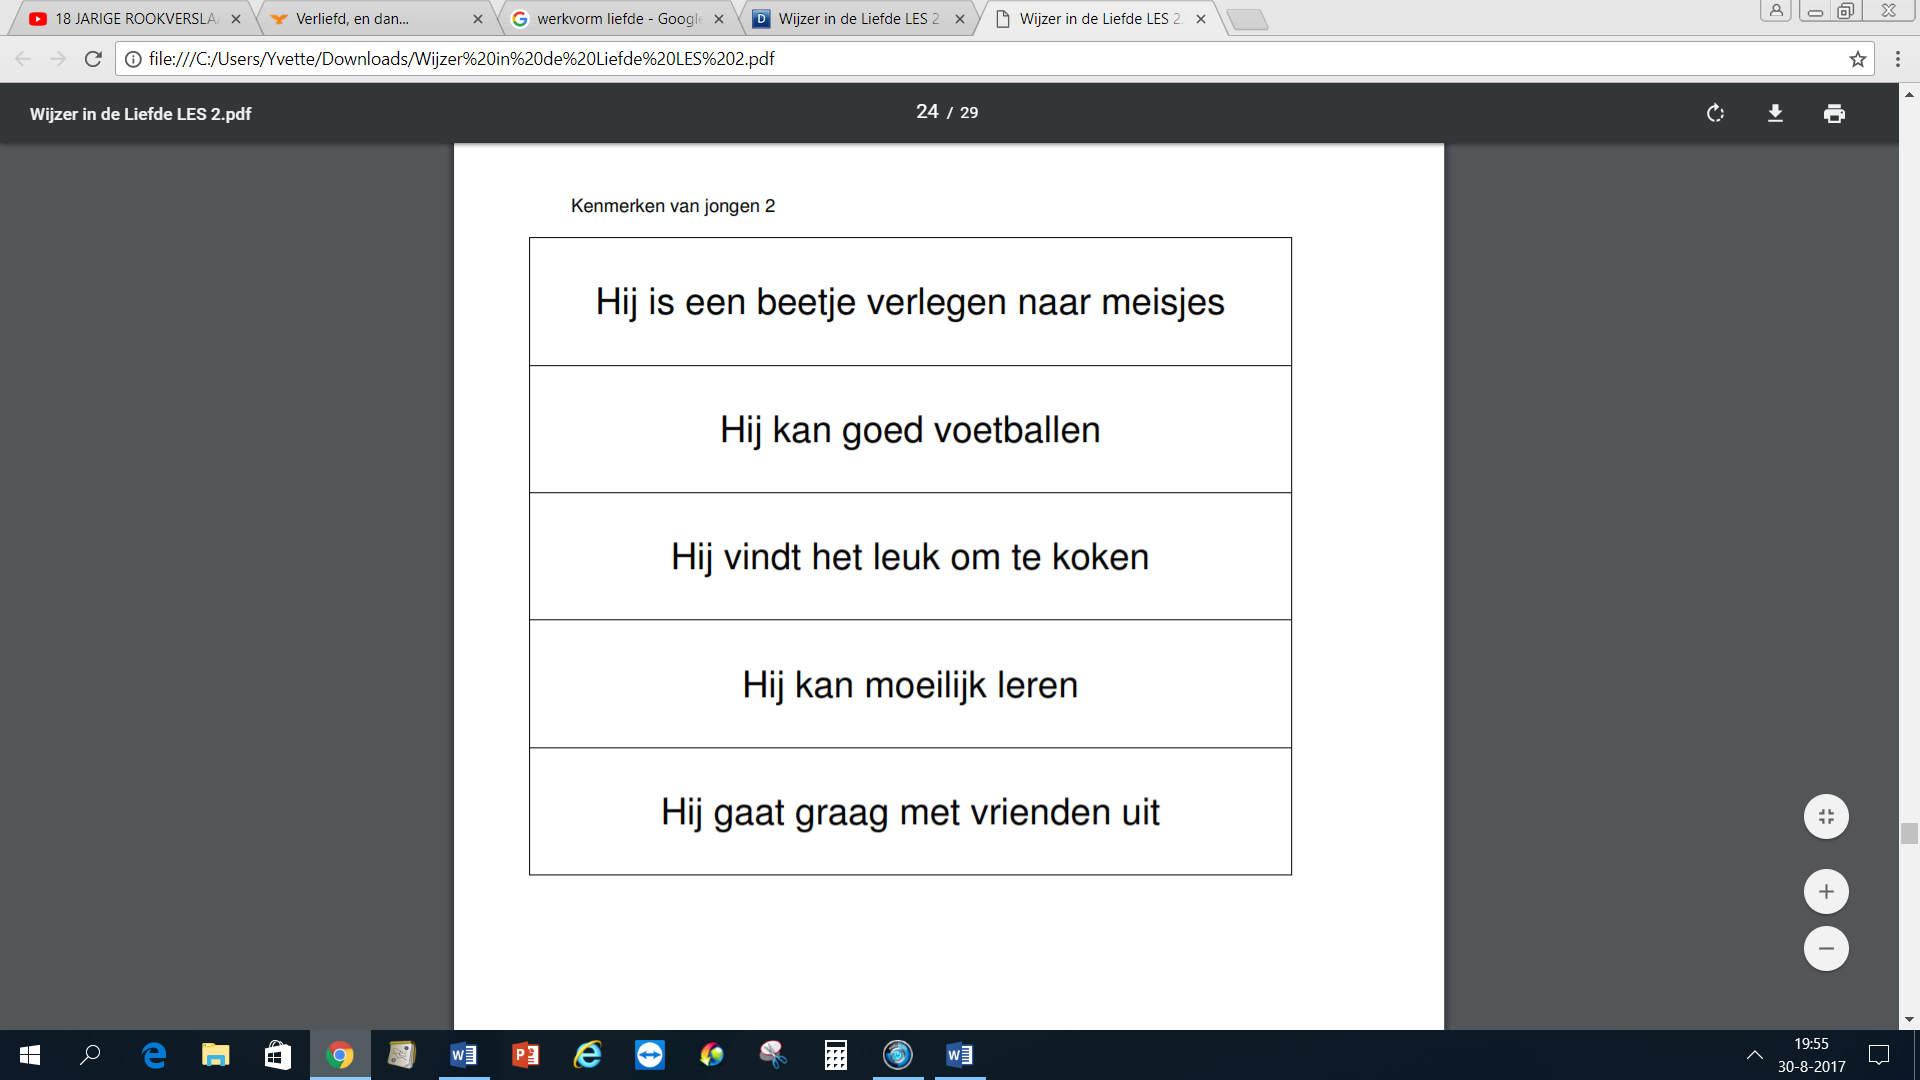 18 JARIGE ROOKVERSLA
Verliefd, en dan...
werkvorm liefde - Google
Wijzer in de Liefde LES 2
Wijzer in de Liefde LES 2.
file:///C:/Users/Yvette/Downloads/Wijzer%20in%20de%20Liefde%20LES%202.pdf
Wijzer in de Liefde LES 2.pdf
24 / 29
Kenmerken van jongen 2
Hij is een beetje verlegen naar meisjes
Hij kan goed voetballen
Hij vindt het leuk om te koken
Hij kan moeilijk leren
Hij gaat graag met vrienden uit
19:55
30-8-2017